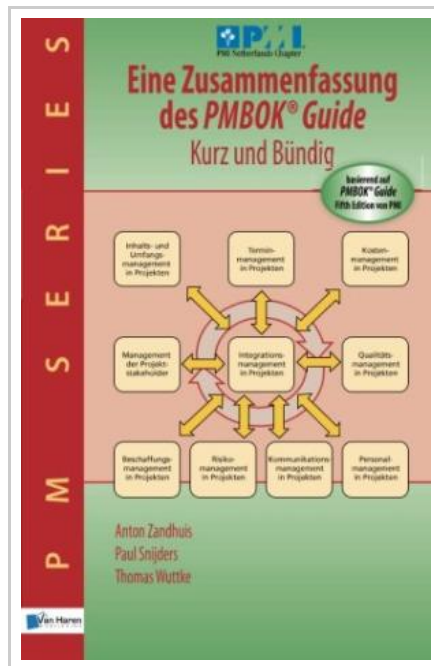 PM SERIES
PMI
PMI Netherlands Chapter
Eine Zusammenfassung
des PMBOK® Guide
Kurz und Bündig
basierend auf
PMBOK® Guide
Fifth Edition von PMI
Inhalts- und
Umfangs-
management
in Projekten
Termin-
management
in Projekten
Kosten-
management
in Projekten
Management
der Projekt-
stakeholder
Integrations-
management
in Projekten
Qualitäts-
management
in Projekten
Beschaffungs-
management
in Projekten
Risiko-
management
in Projekten
Kommunikations-
management
in Projekten
Personal-
management
in Projekten
Anton Zandhuis
Paul Snijders
Thomas Wuttke
Van Haren